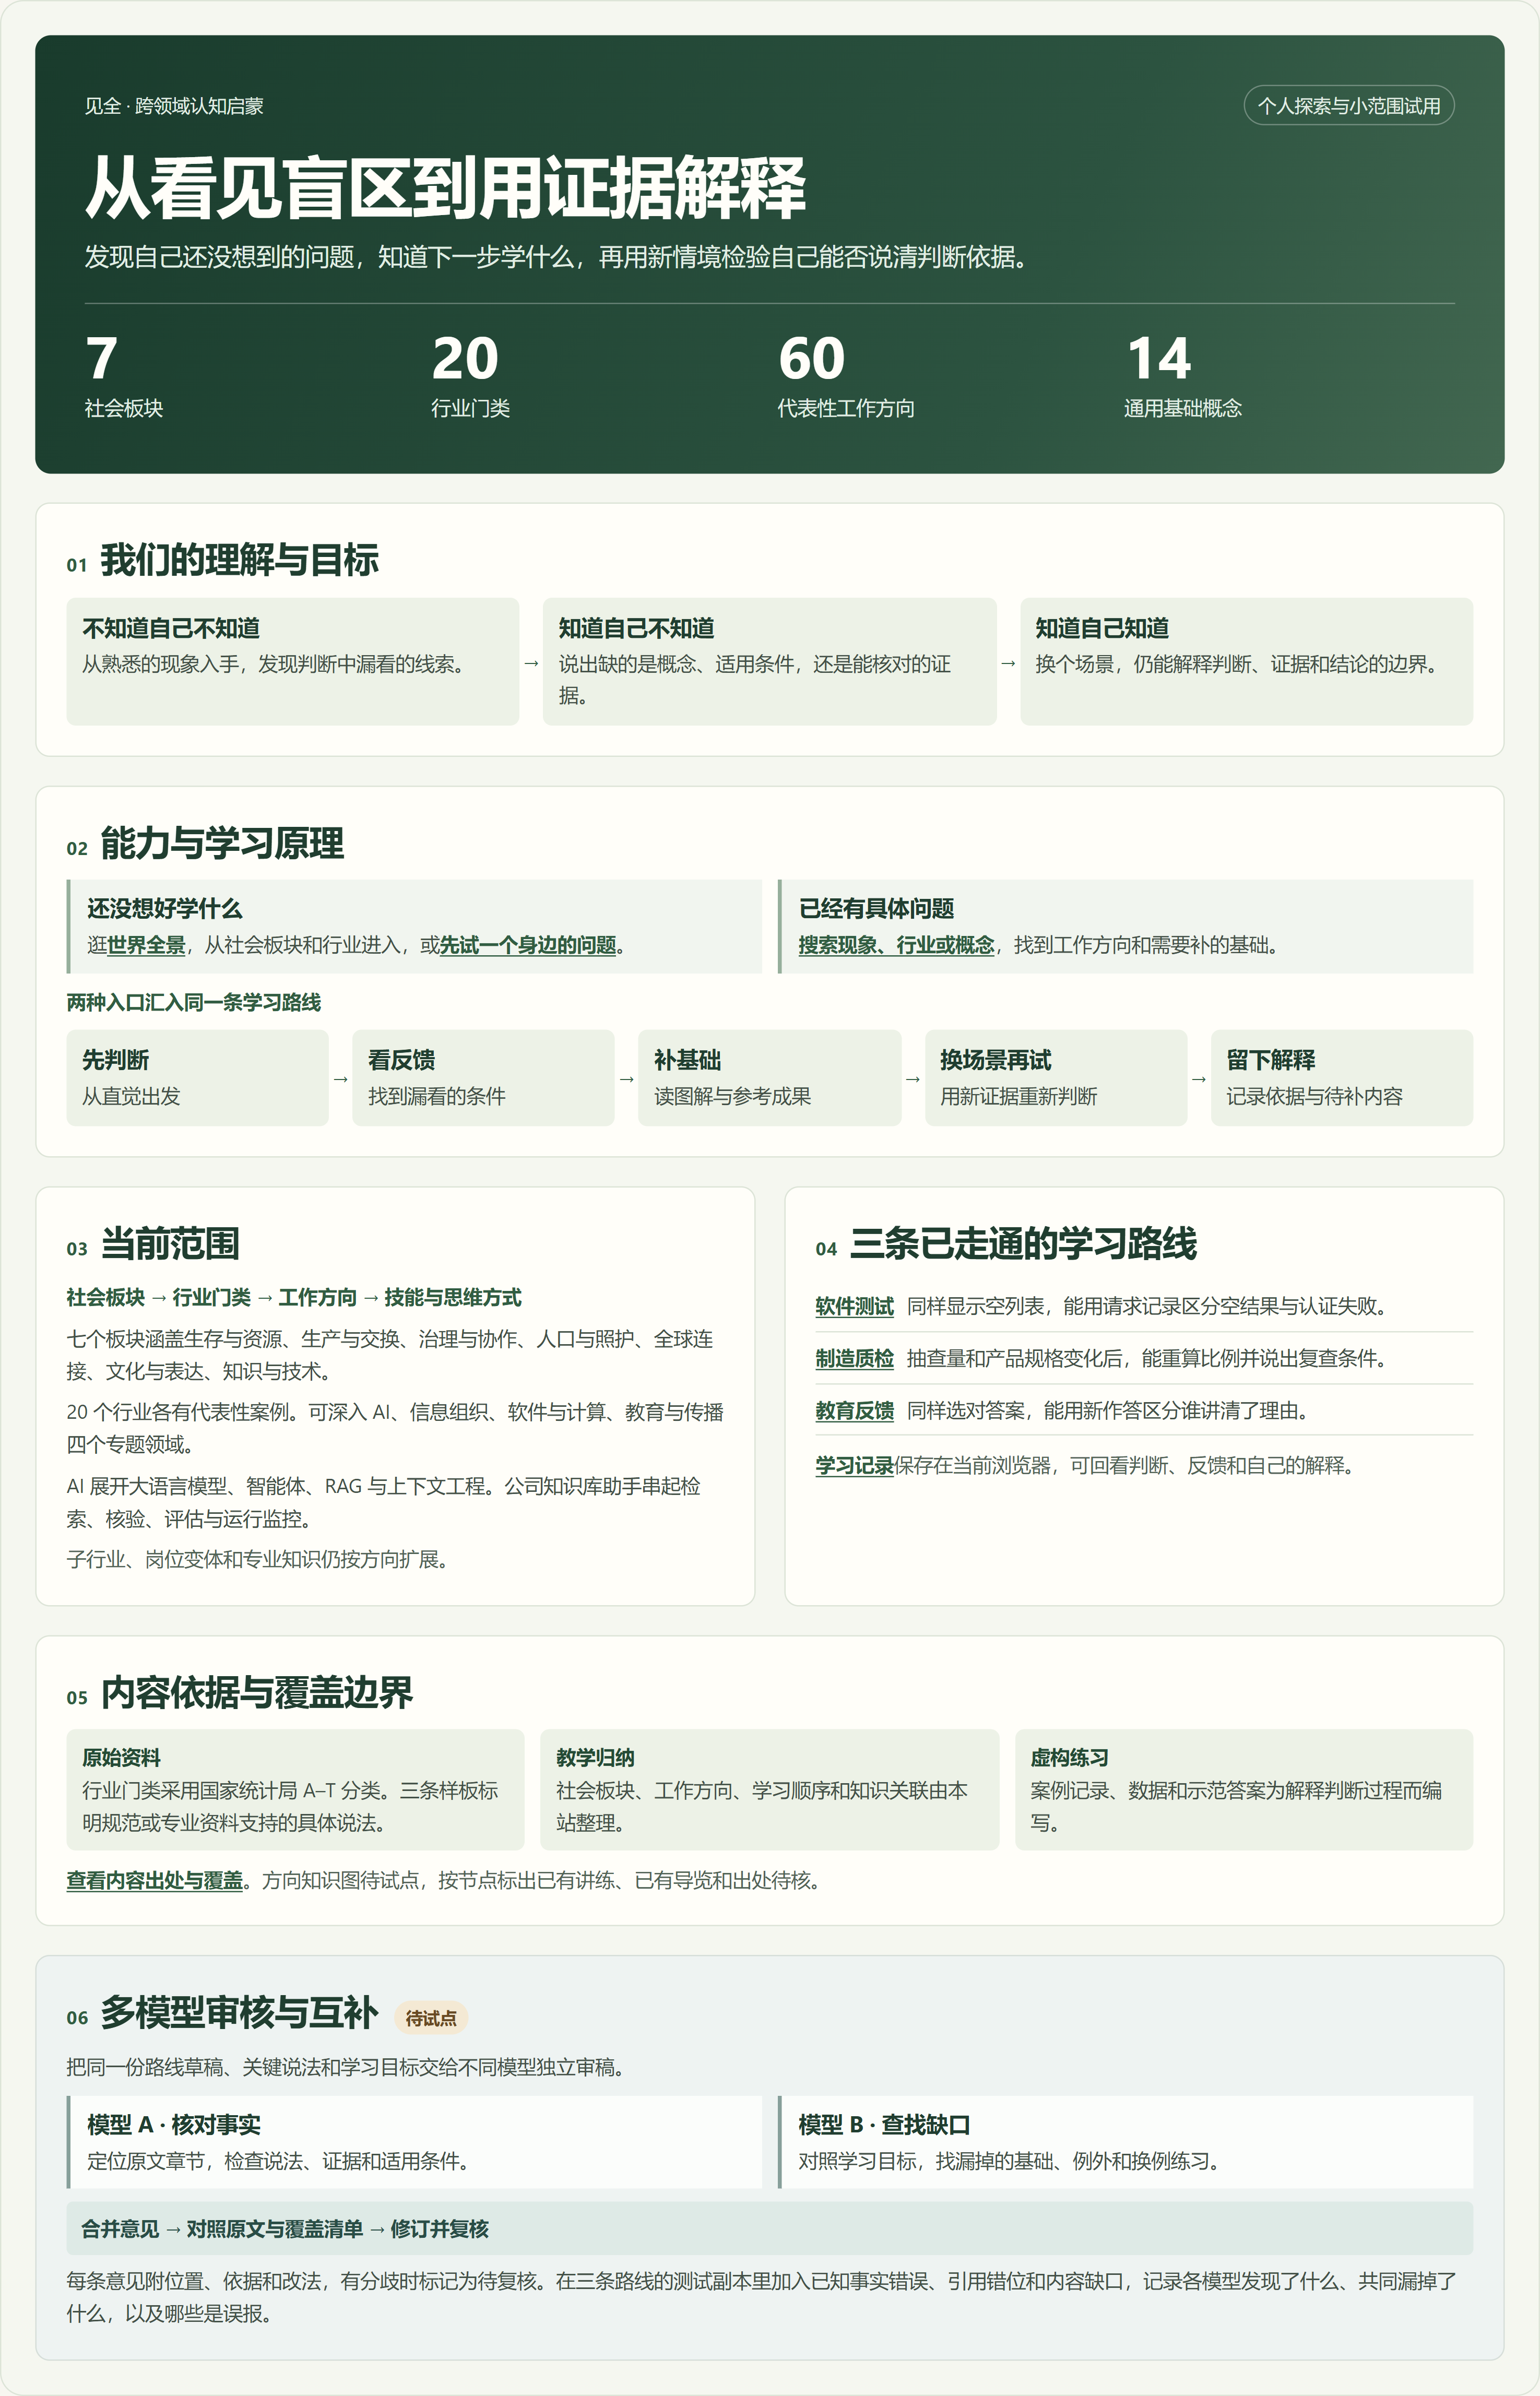 见全 · 跨领域认知启蒙
个人探索与小范围试用
从看见盲区到用证据解释
发现自己还没想到的问题，知道下一步学什么，再用新情境检验自己能否说清判断依据。
7
社会板块
20
行业门类
60
代表性工作方向
14
通用基础概念
01 我们的理解与目标
不知道自己不知道
从熟悉的现象入手，发现判断中漏看的线索。
→
知道自己不知道
说出缺的是概念、适用条件，还是能核对的证
据。
→
知道自己知道
换个场景，仍能解释判断、证据和结论的边界。
02 能力与学习原理
还没想好学什么
逛世界全景，从社会板块和行业进入，或先试一个身边的问题。
已经有具体问题
搜索现象、行业或概念，找到工作方向和需要补的基础。
两种入口汇入同一条学习路线
先判断
从直觉出发
→
看反馈
找到漏看的条件
→
补基础
读图解与参考成果
→
换场景再试
用新证据重新判断
→
留下解释
记录依据与待补内容
03 当前范围
社会板块 → 行业门类 → 工作方向 → 技能与思维方式
七个板块涵盖生存与资源、生产与交换、治理与协作、人口与照护、全球连
接、文化与表达、知识与技术。
20 个行业各有代表性案例。可深入 AI、信息组织、软件与计算、教育与传播
四个专题领域。
AI 展开大语言模型、智能体、RAG 与上下文工程。公司知识库助手串起检
索、核验、评估与运行监控。
子行业、岗位变体和专业知识仍按方向扩展。
04 三条已走通的学习路线
软件测试 同样显示空列表，能用请求记录区分空结果与认证失败。
制造质检 抽查量和产品规格变化后，能重算比例并说出复查条件。
教育反馈 同样选对答案，能用新作答区分谁讲清了理由。
学习记录保存在当前浏览器，可回看判断、反馈和自己的解释。
05 内容依据与覆盖边界
原始资料
行业门类采用国家统计局 A–T 分类。三条样板标
明规范或专业资料支持的具体说法。
教学归纳
社会板块、工作方向、学习顺序和知识关联由本
站整理。
虚构练习
案例记录、数据和示范答案为解释判断过程而编
写。
查看内容出处与覆盖。方向知识图待试点，按节点标出已有讲练、已有导览和出处待核。
06 多模型审核与互补 待试点
把同一份路线草稿、关键说法和学习目标交给不同模型独立审稿。
模型 A · 核对事实
定位原文章节，检查说法、证据和适用条件。
模型 B · 查找缺口
对照学习目标，找漏掉的基础、例外和换例练习。
合并意见 → 对照原文与覆盖清单 → 修订并复核
每条意见附位置、依据和改法，有分歧时标记为待复核。在三条路线的测试副本里加入已知事实错误、引用错位和内容缺口，记录各模型发现了什么、共同漏掉了
什么，以及哪些是误报。